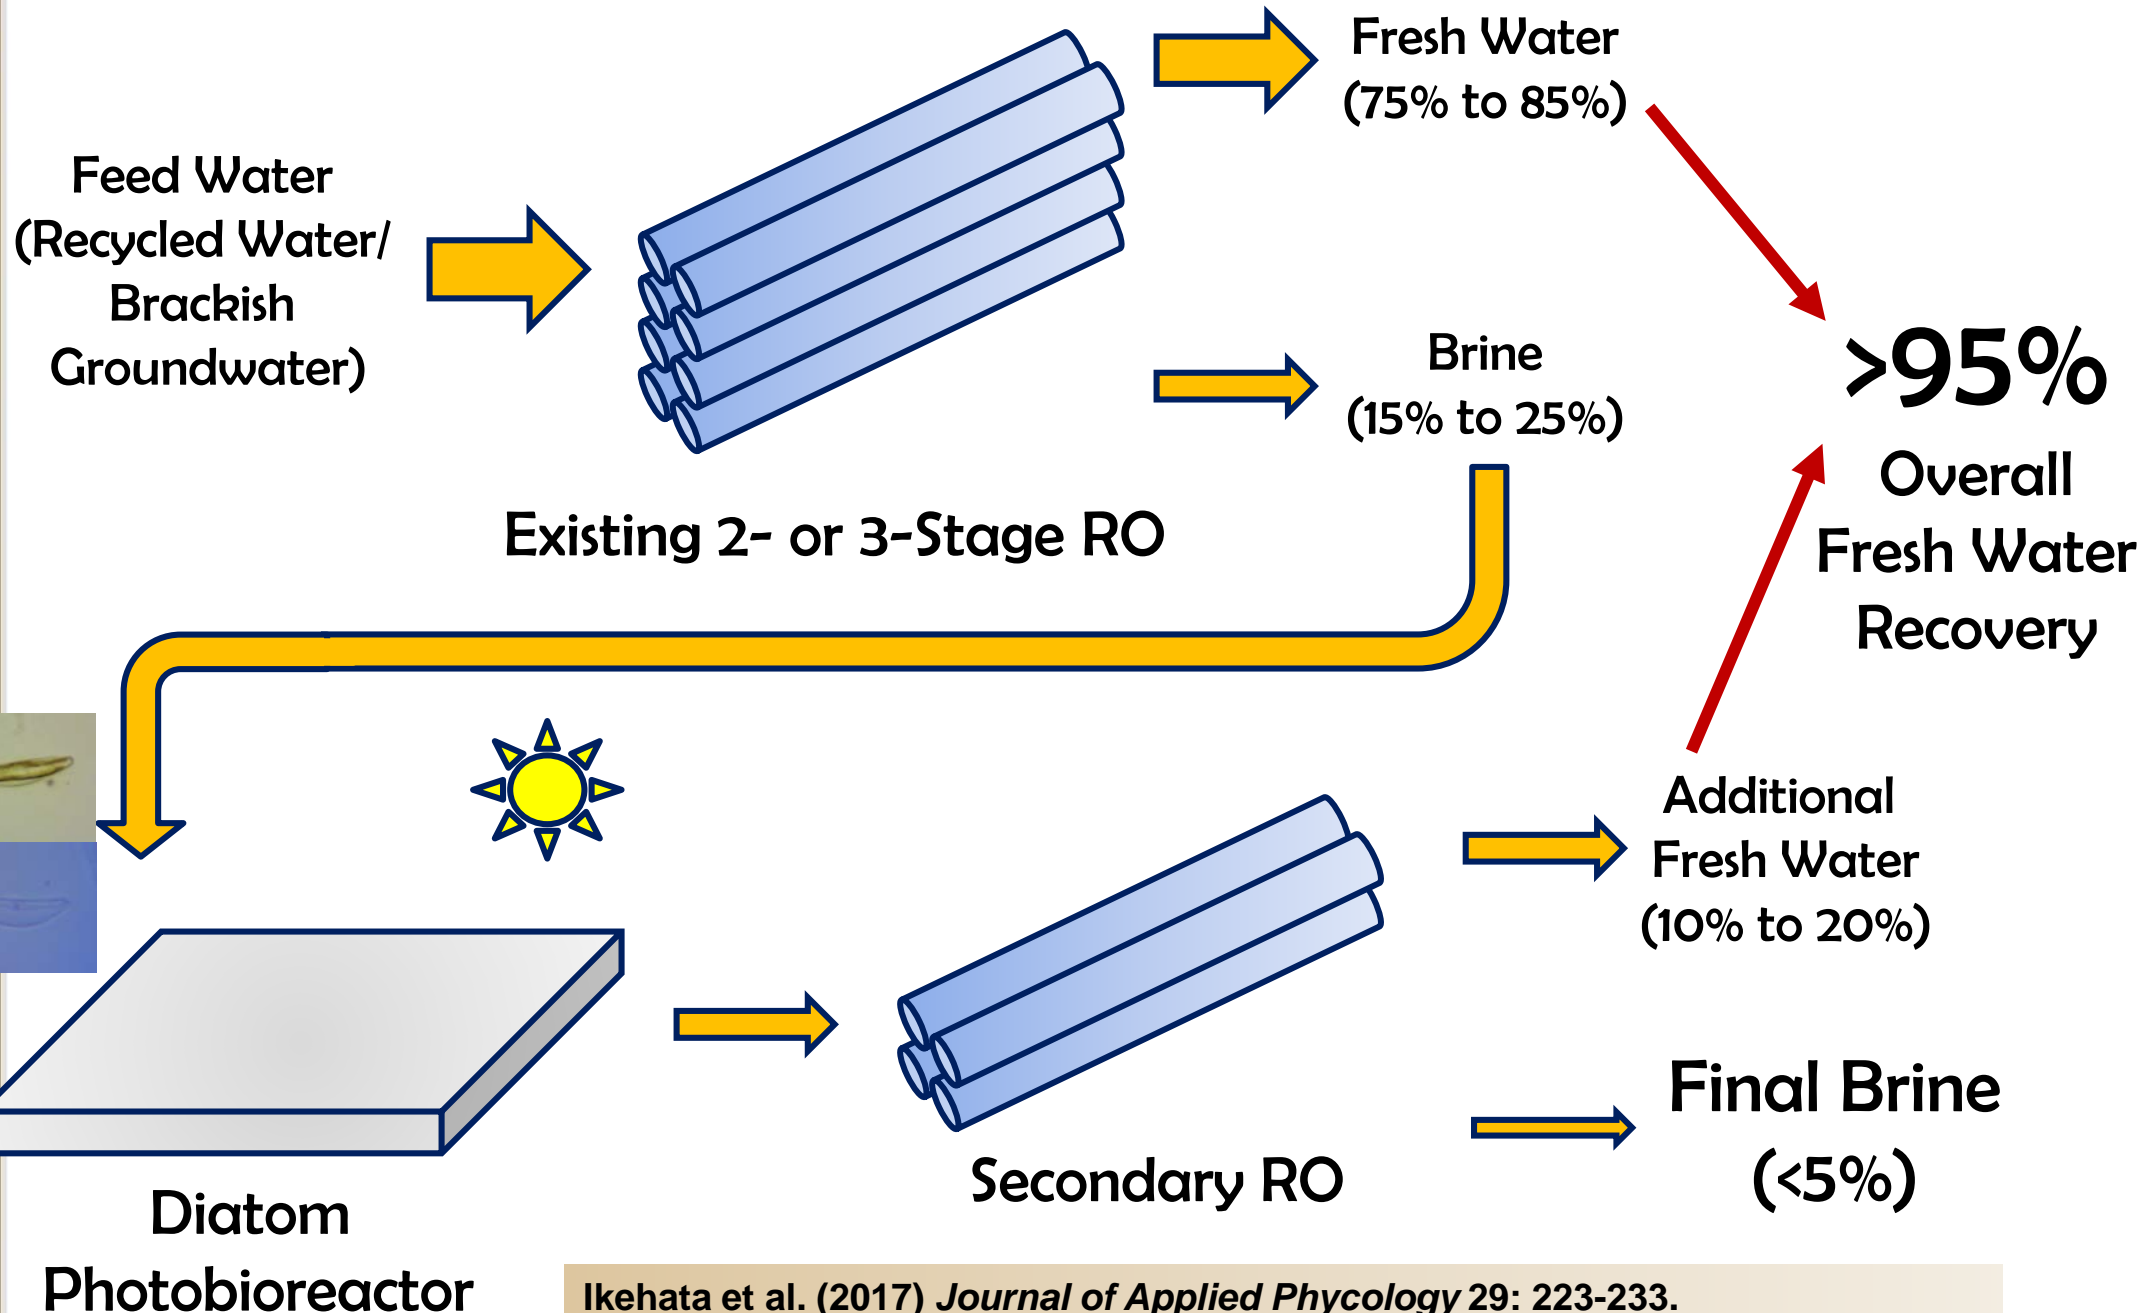 Fresh Water
(75% to 85%)
Feed Water
(Recycled Water/
Brackish
Groundwater)
>95%
Overall
Fresh Water
Recovery
Brine
(15% to 25%)
Existing 2- or 3-Stage RO
Additional
Fresh Water
(10% to 20%)
Final Brine
(<5%)
Secondary RO
Diatom
Photobioreactor
Ikehata et al. (2017) Journal of Applied Phycology 29: 223-233.